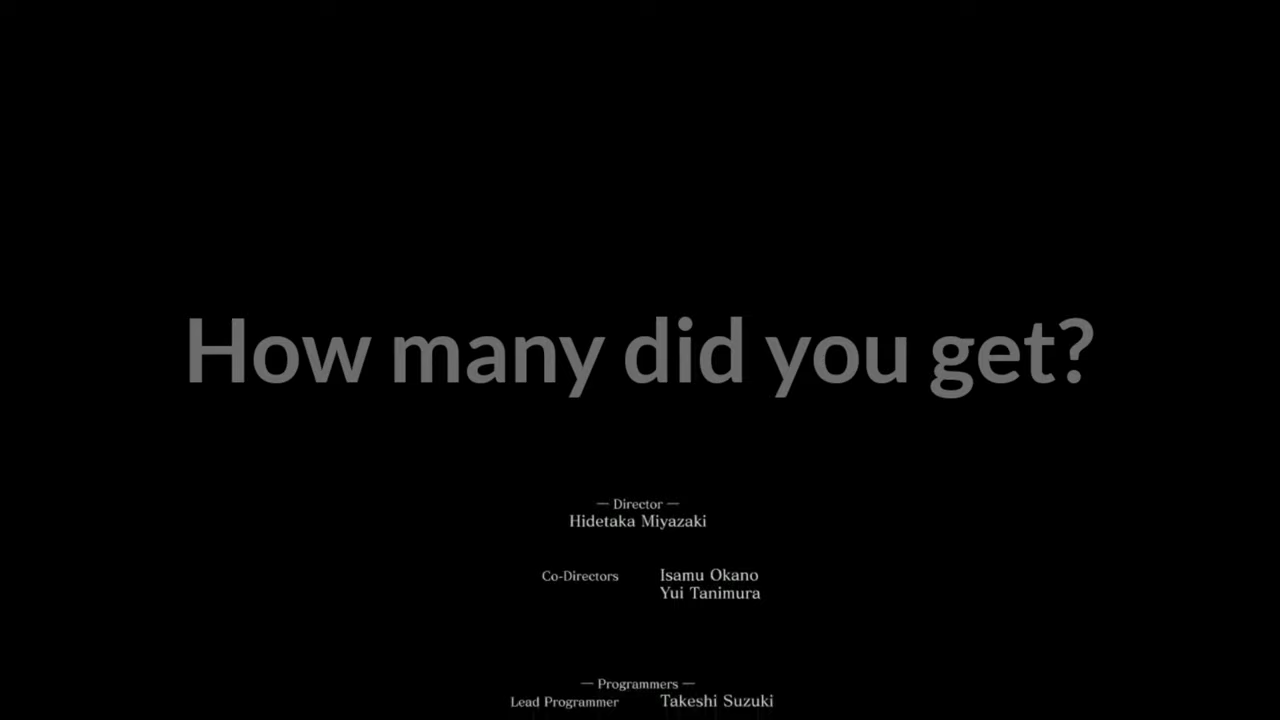 How many did you get?
— Director —
Hidetaka Miyazaki
Co-Directors Isamu Okano
Yui Tanimura
— Programmers —
Lead Programmer Takeshi Suzuki